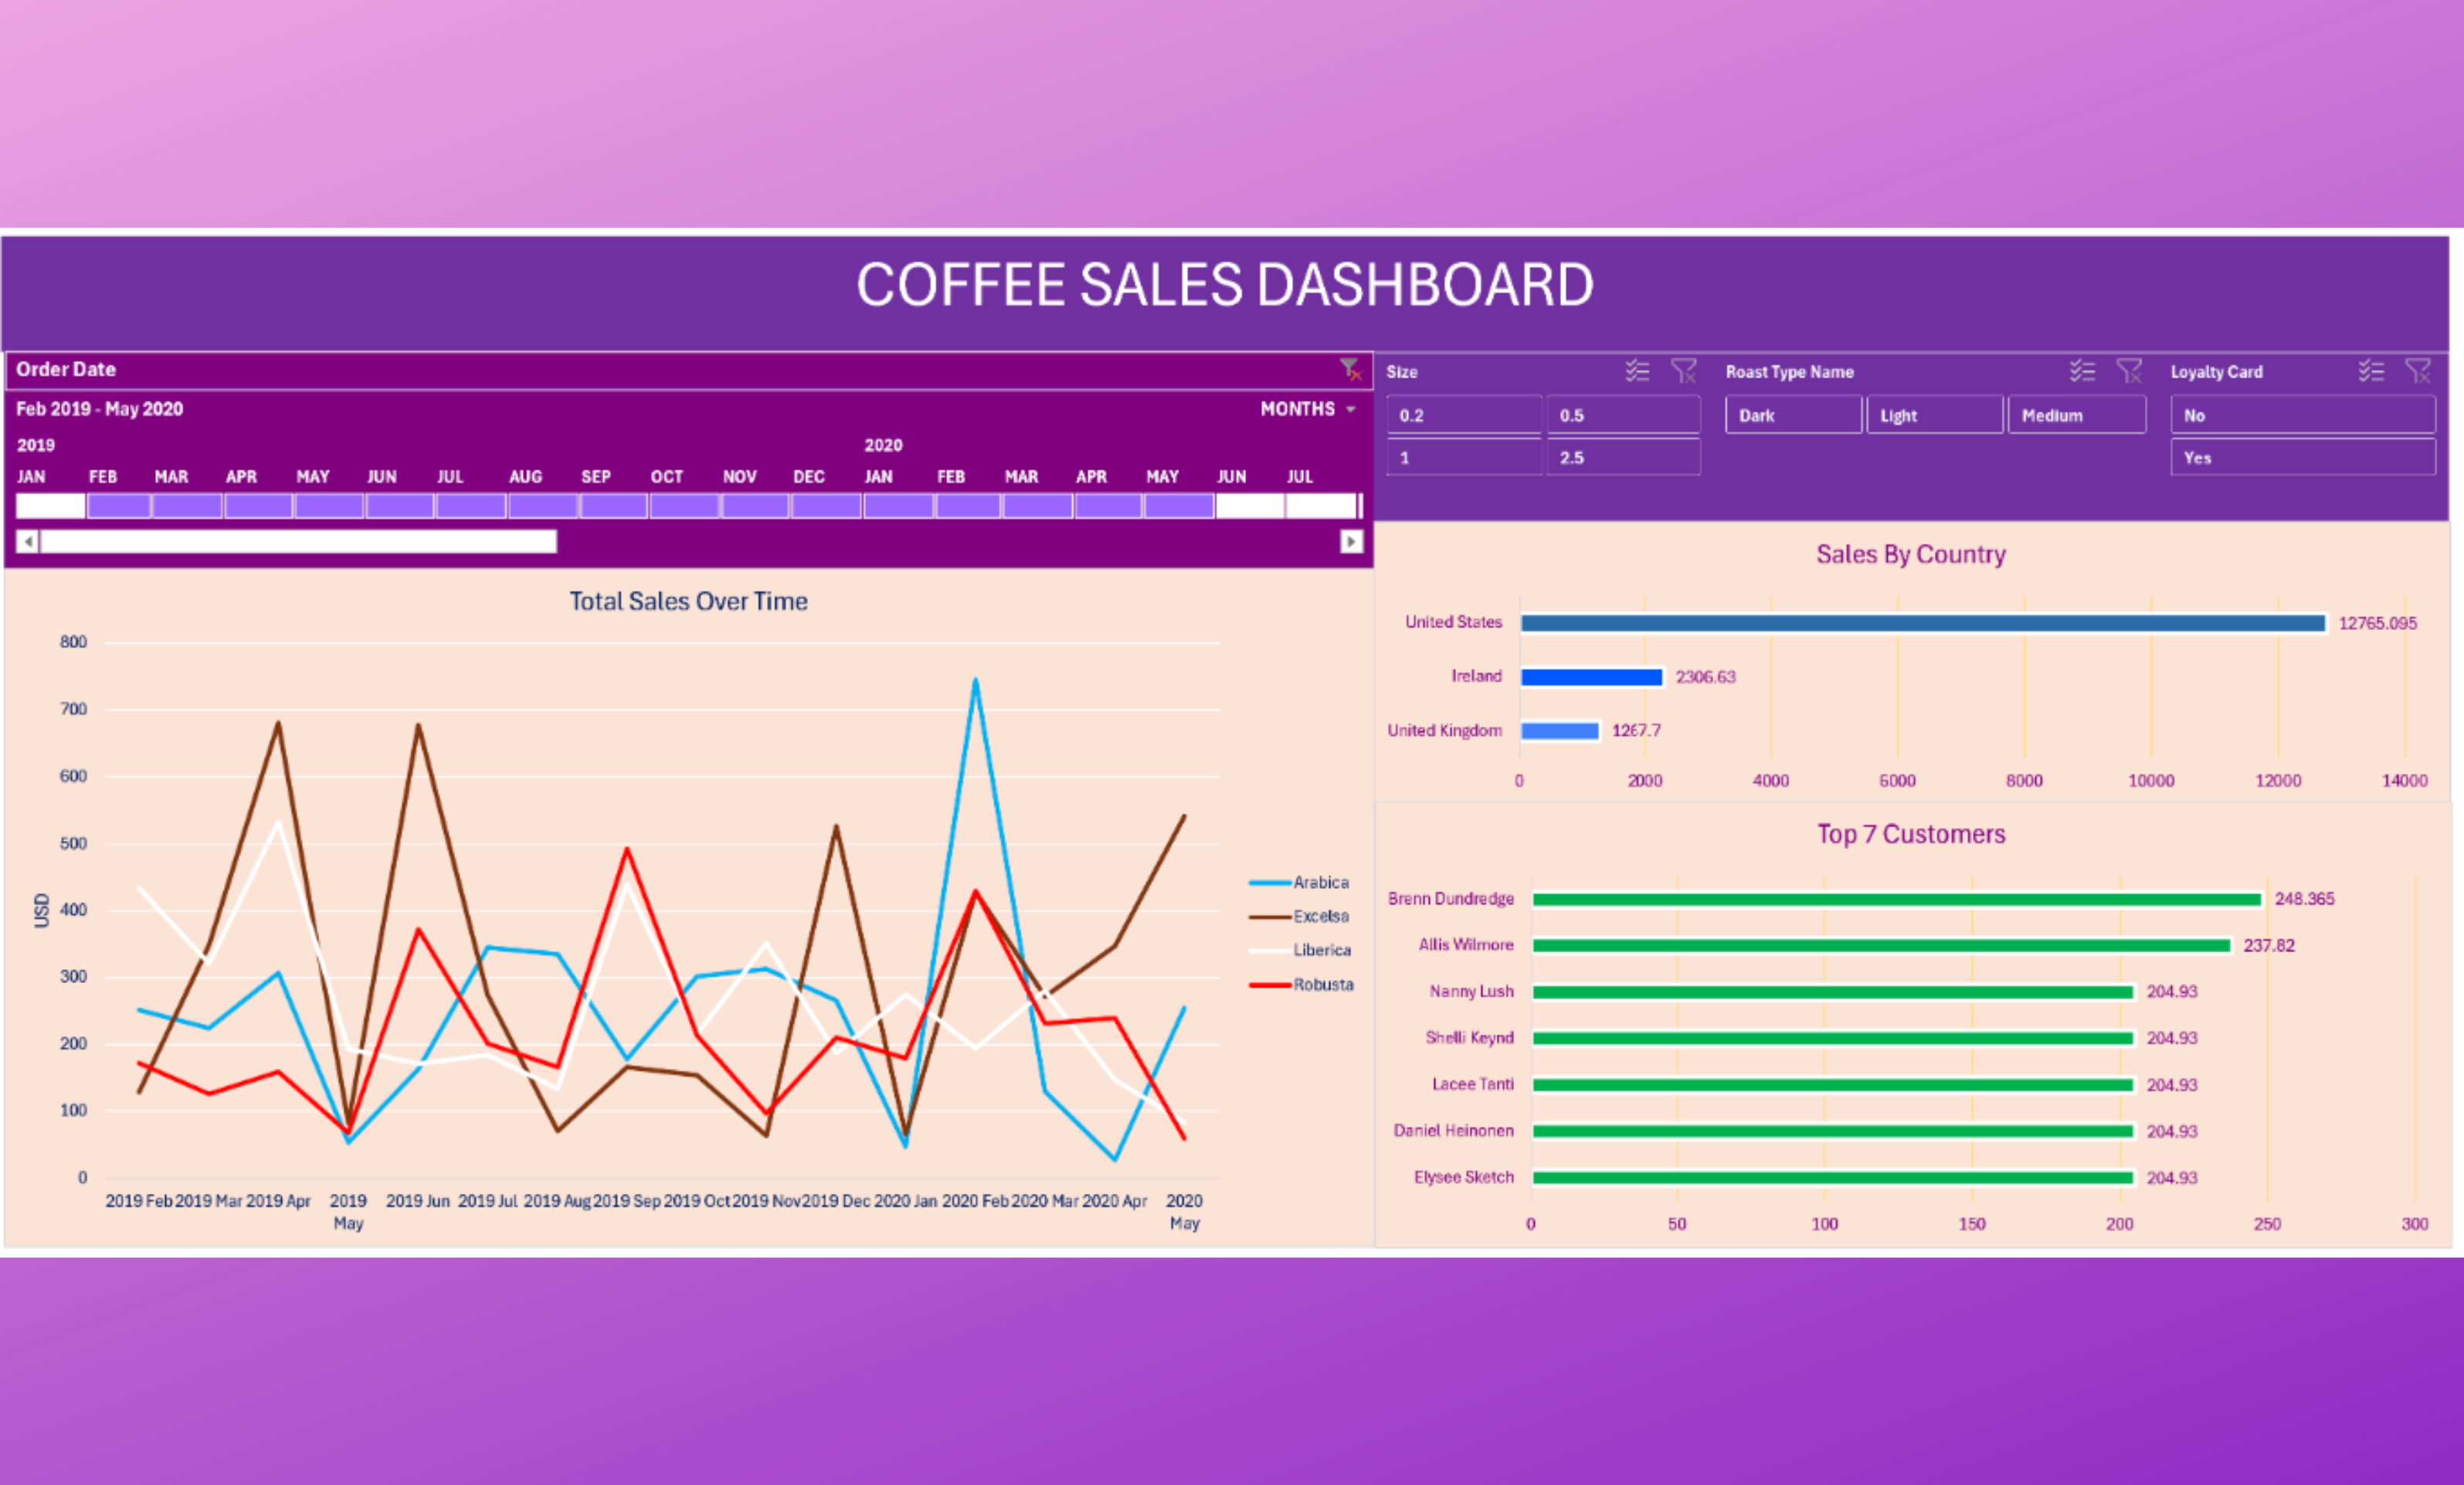 COFFEE SALES DASHBOARD
Order Date
Feb 2019 - May 2020
MONTHS
2019
2020
JAN FEB MAR APR MAY JUN JUL AUG SEP OCT NOV DEC JAN FEB MAR APR MAY JUN JUL
Size
0.2
0.5
1
2.5
Roast Type Name
Dark
Light
Medium
Loyalty Card
No
Yes
Total Sales Over Time
USD
800
700
600
500
400
300
200
100
0
2019 Feb 2019 Mar 2019 Apr 2019 May 2019 Jun 2019 Jul 2019 Aug 2019 Sep 2019 Oct 2019 Nov 2019 Dec 2020 Jan 2020 Feb 2020 Mar 2020 Apr 2020 May
Arabica
Excelsa
Liberica
Robusta
Sales By Country
United States 12765.095
Ireland 2306.63
United Kingdom 1267.7
0 2000 4000 6000 8000 10000 12000 14000
Top 7 Customers
Brenn Dundredge 248.365
Allis Wilmore 237.82
Nanny Lush 204.93
Shelli Keynd 204.93
Lacee Tanti 204.93
Daniel Heinonen 204.93
Elysee Sketch 204.93
0 50 100 150 200 250 300